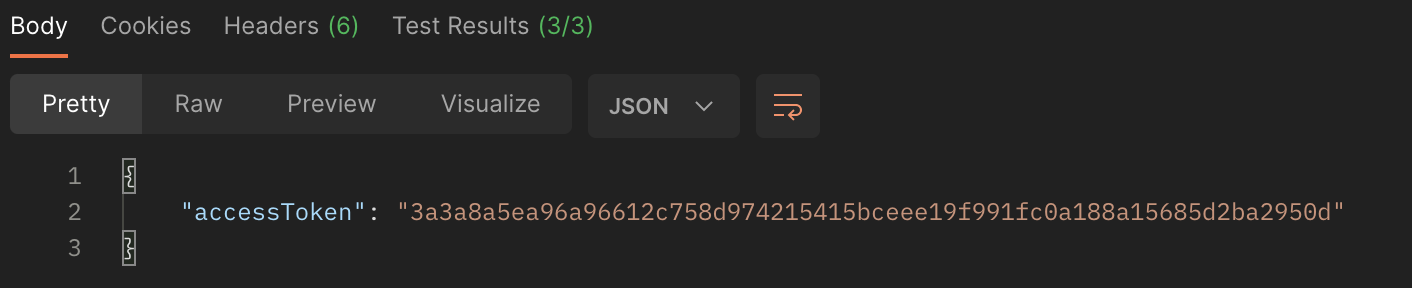 Body Cookies Headers (6) Test Results (3/3)
Pretty Raw Preview Visualize JSON
1 {
2 "accessToken": "3a3a8a5ea96a96612c758d974215415bceee19f991fc0a188a15685d2ba2950d"
3 }